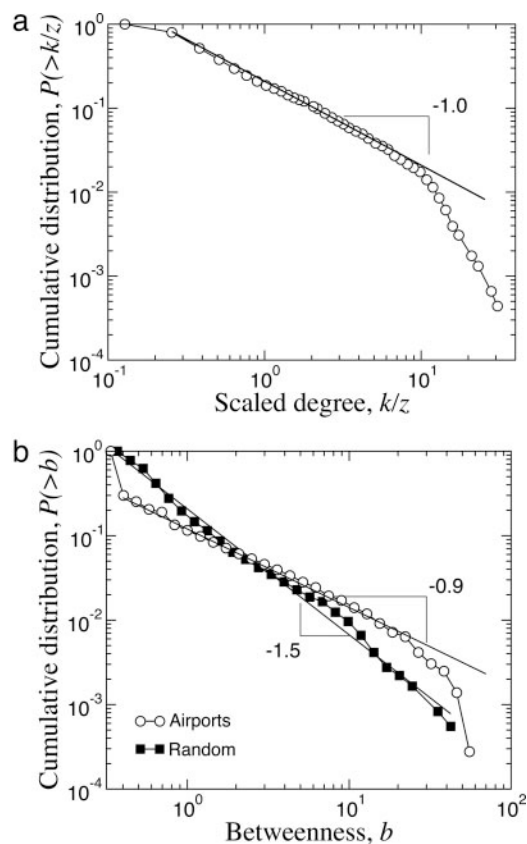 a
Cumulative distribution, P(>k/z)
10^0
10^-1
10^-2
10^-3
10^-4
-1.0
10^-1
10^0
10^1
Scaled degree, k/z
b
Cumulative distribution, P(>b)
10^0
10^-1
10^-2
10^-3
10^-4
-0.9
-1.5
Airports
Random
10^0
10^1
10^2
Betweenness, b